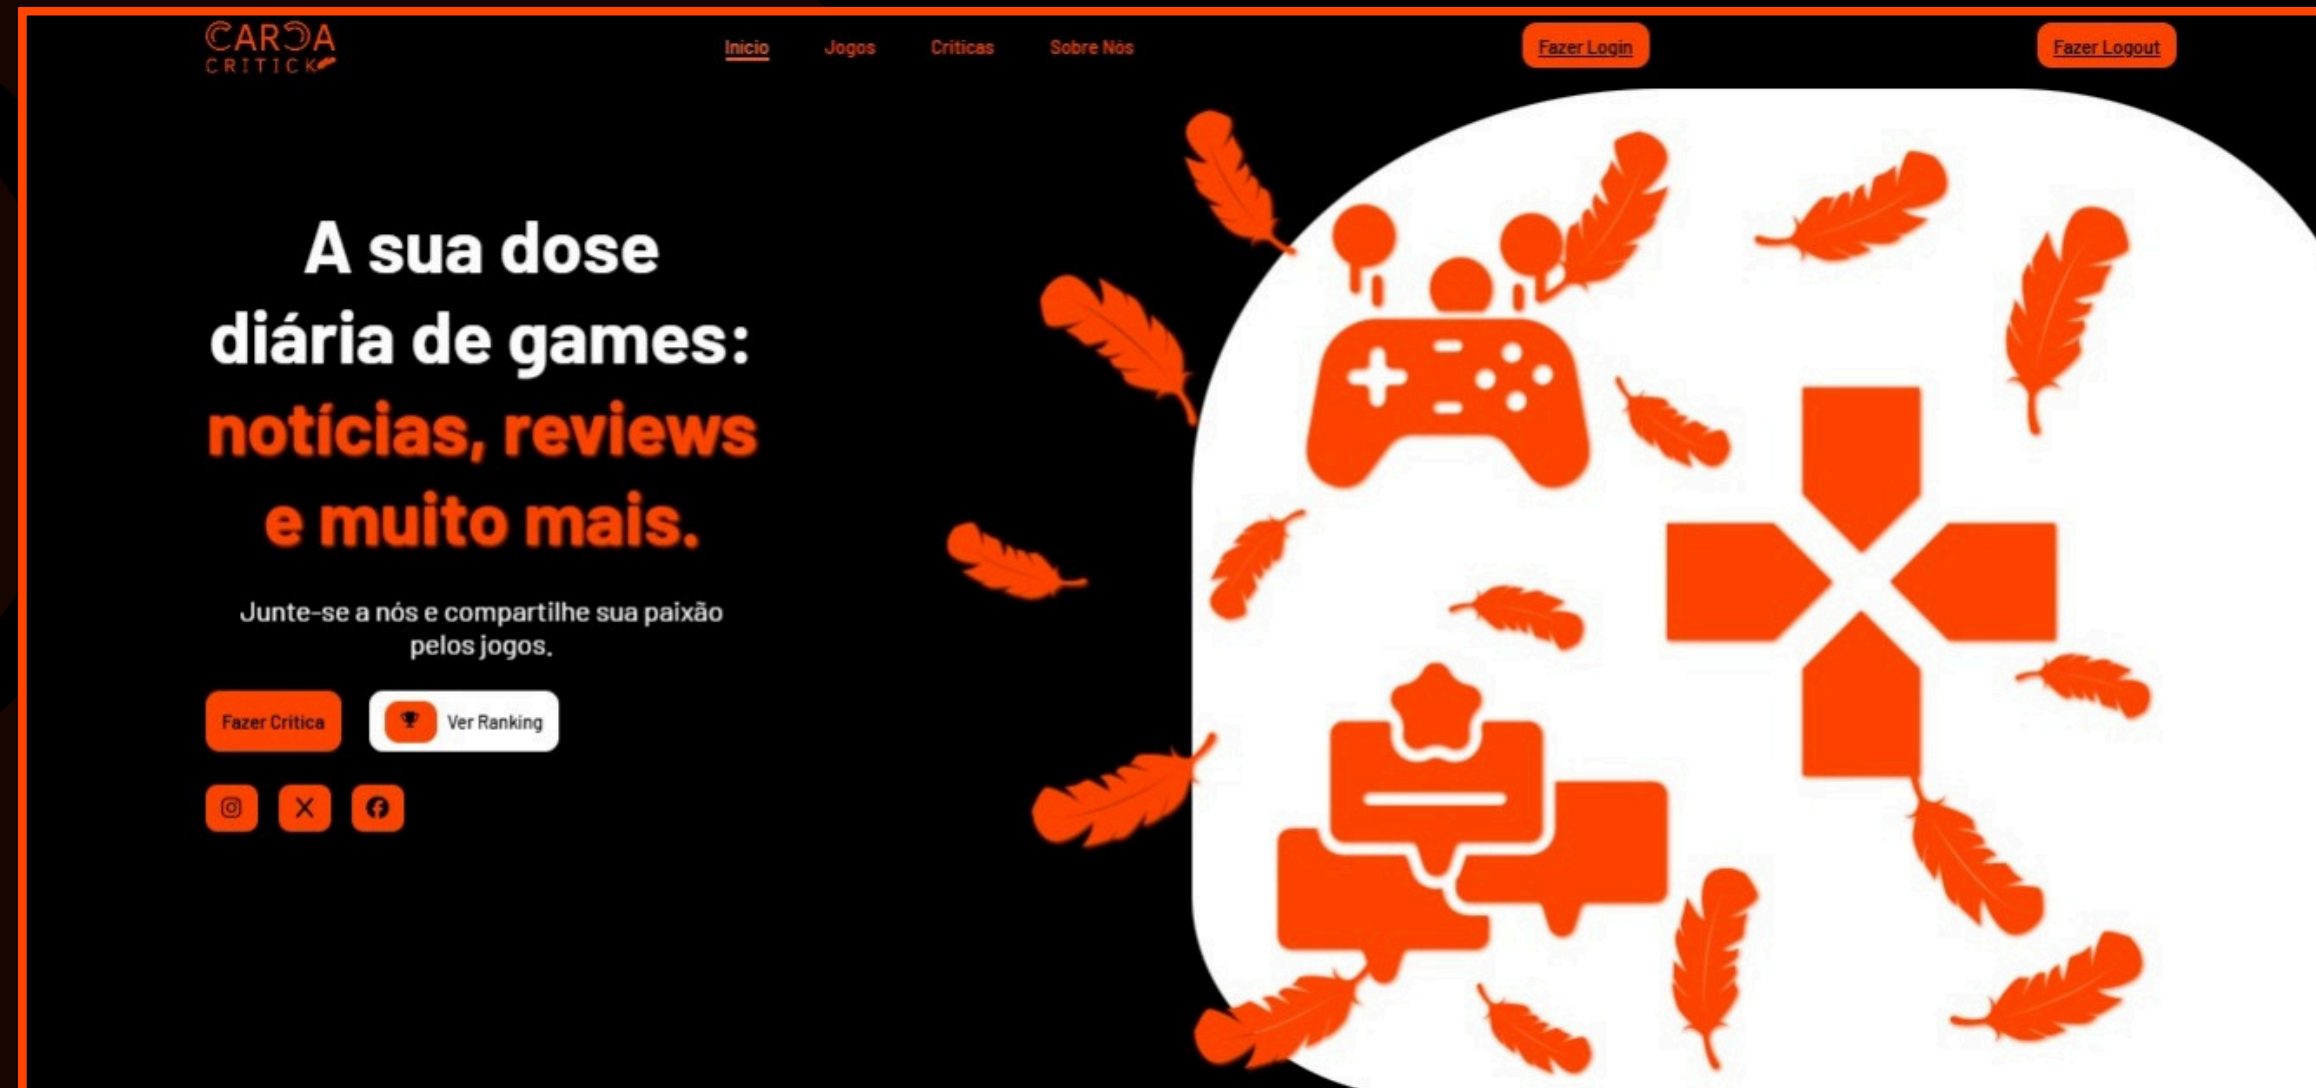 CARCA
CRITICK
Início
Jogos
Críticas
Sobre Nós
Fazer Login
Fazer Logout
A sua dose
diária de games:
notícias, reviews
e muito mais.
Junte-se a nós e compartilhe sua paixão
pelos jogos.
Fazer Crítica
Ver Ranking